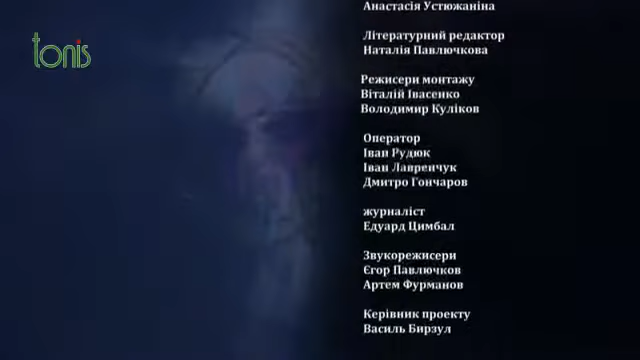 tonis
Анастасія Устюжаніна
Літературний редактор
Наталія Павлючкова
Режисери монтажу
Віталій Івасенко
Володимир Куліков
Оператор
Іван Рудюк
Іван Лавренчук
Дмитро Гончаров
журналіст
Едуард Цимбал
Звукорежисери
Єгор Павлючков
Артем Фурманов
Керівник проекту
Василь Бирзул